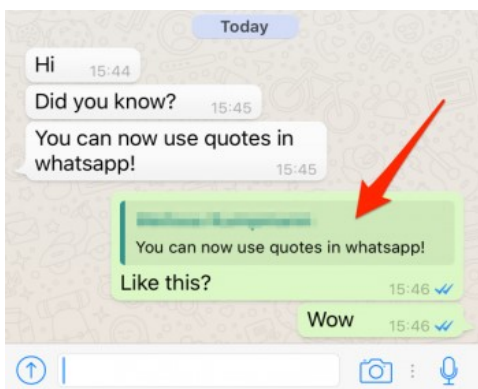 Today
Hi 15:44
Did you know? 15:45
You can now use quotes in
whatsapp! 15:45
You can now use quotes in whatsapp!
Like this? 15:46
Wow 15:46